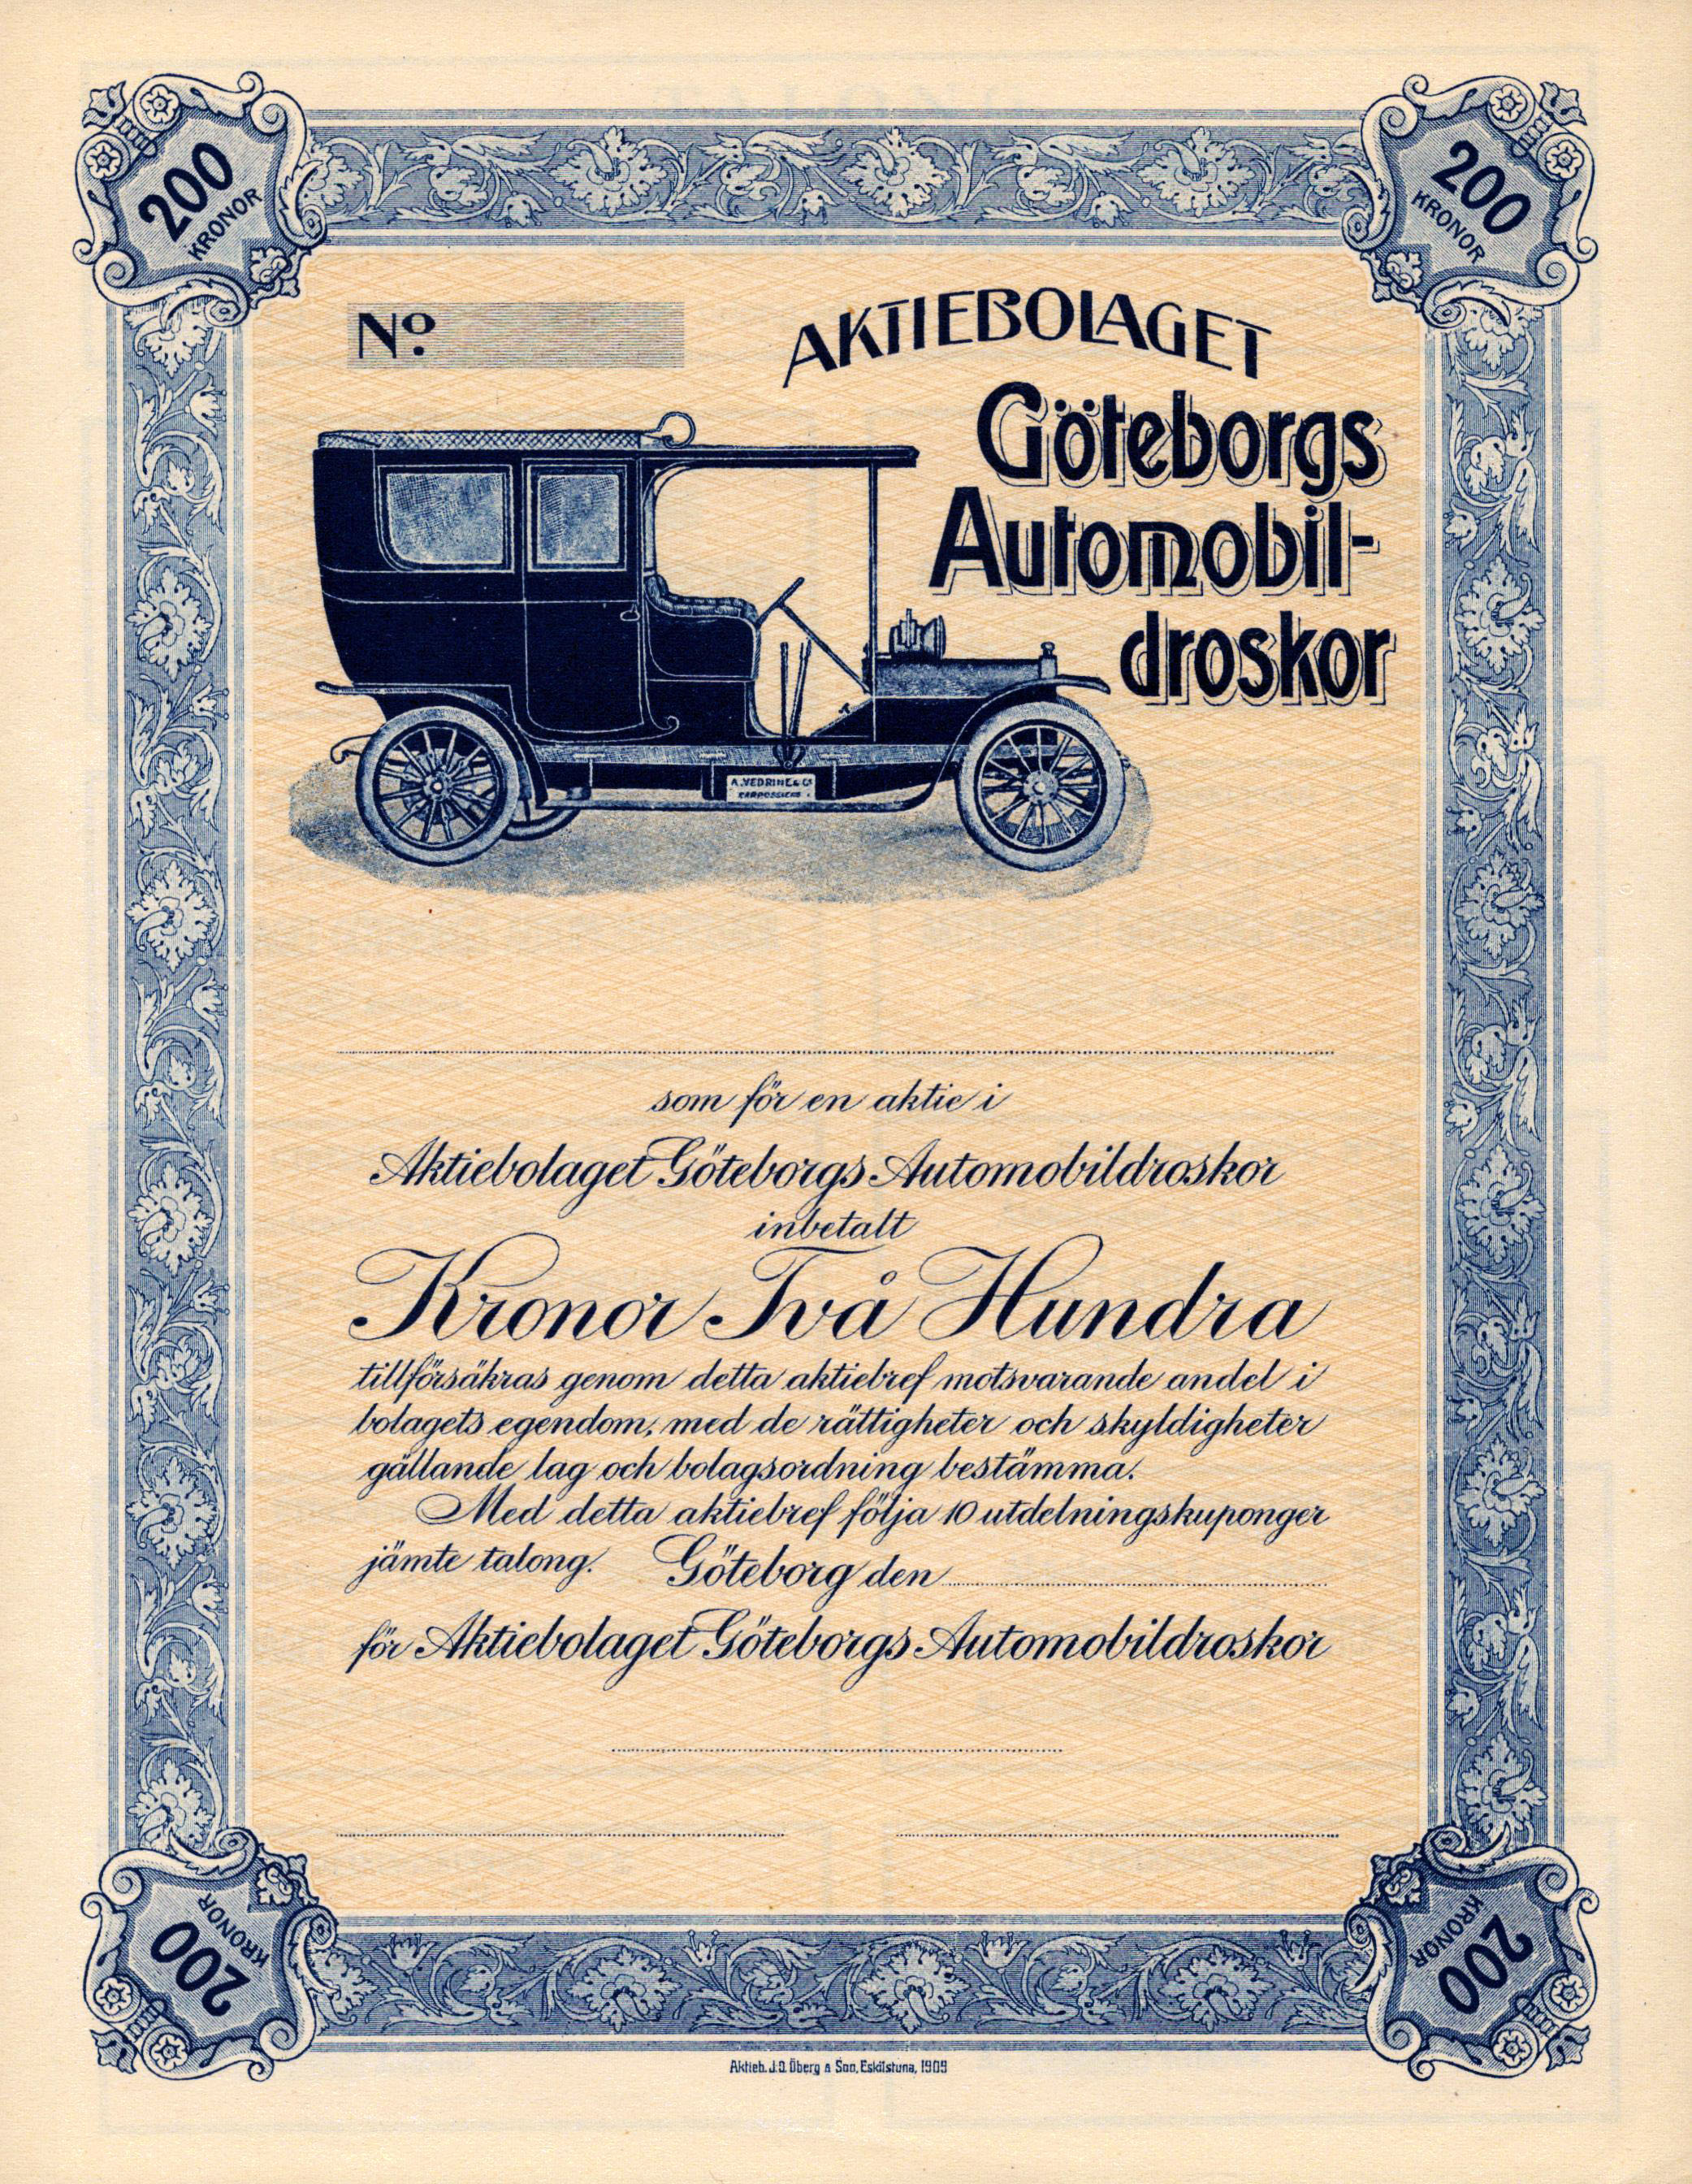 200
KRONOR
200
KRONOR
Nº
AKTIEBOLAGET
Göteborgs
Automobil-
droskor
A. VEDRINE & Cº
CARROSSIERS
som för en aktie i
Aktiebolaget Göteborgs Automobildroskor
inbetalt
Kronor Två Hundra
tillförsäkras genom detta aktiebref motsvarande andel i
bolagets egendom, med de rättigheter och skyldigheter
gällande lag och bolagsordning bestämma.
Med detta aktiebref följa 10 utdelningskuponger
jämte talong. Göteborg den
för Aktiebolaget Göteborgs Automobildroskor
200
KRONOR
200
KRONOR
Aktieb. J.O. Öberg & Son, Eskilstuna, 1909